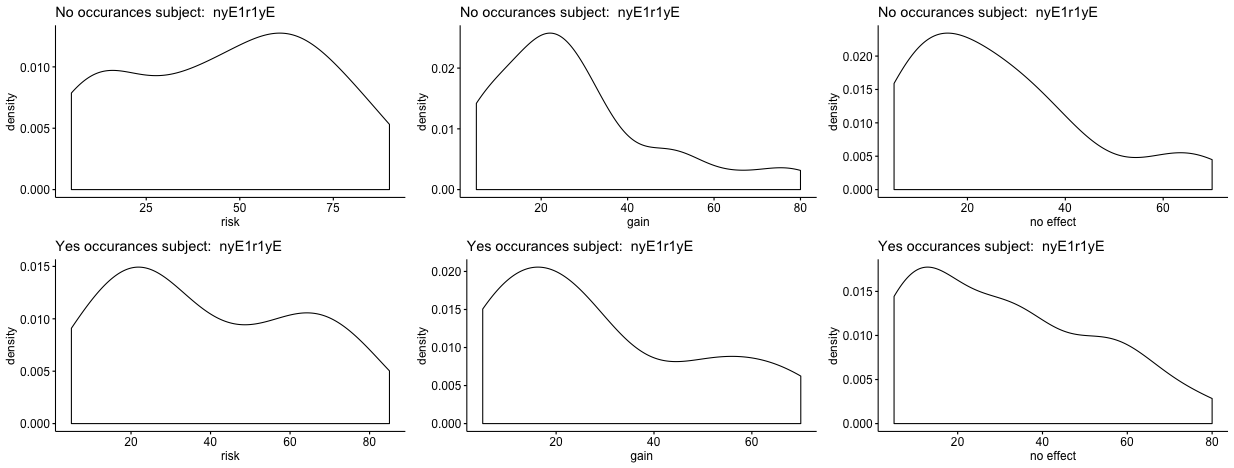 No occurances subject:  nyE1r1yE
density
0.010
0.005
0.000
25 50 75
risk
No occurances subject:  nyE1r1yE
density
0.02
0.01
0.00
20 40 60 80
gain
No occurances subject:  nyE1r1yE
density
0.020
0.015
0.010
0.005
0.000
20 40 60
no effect
Yes occurances subject:  nyE1r1yE
density
0.015
0.010
0.005
0.000
20 40 60 80
risk
Yes occurances subject:  nyE1r1yE
density
0.020
0.015
0.010
0.005
0.000
20 40 60
gain
Yes occurances subject:  nyE1r1yE
density
0.015
0.010
0.005
0.000
20 40 60 80
no effect